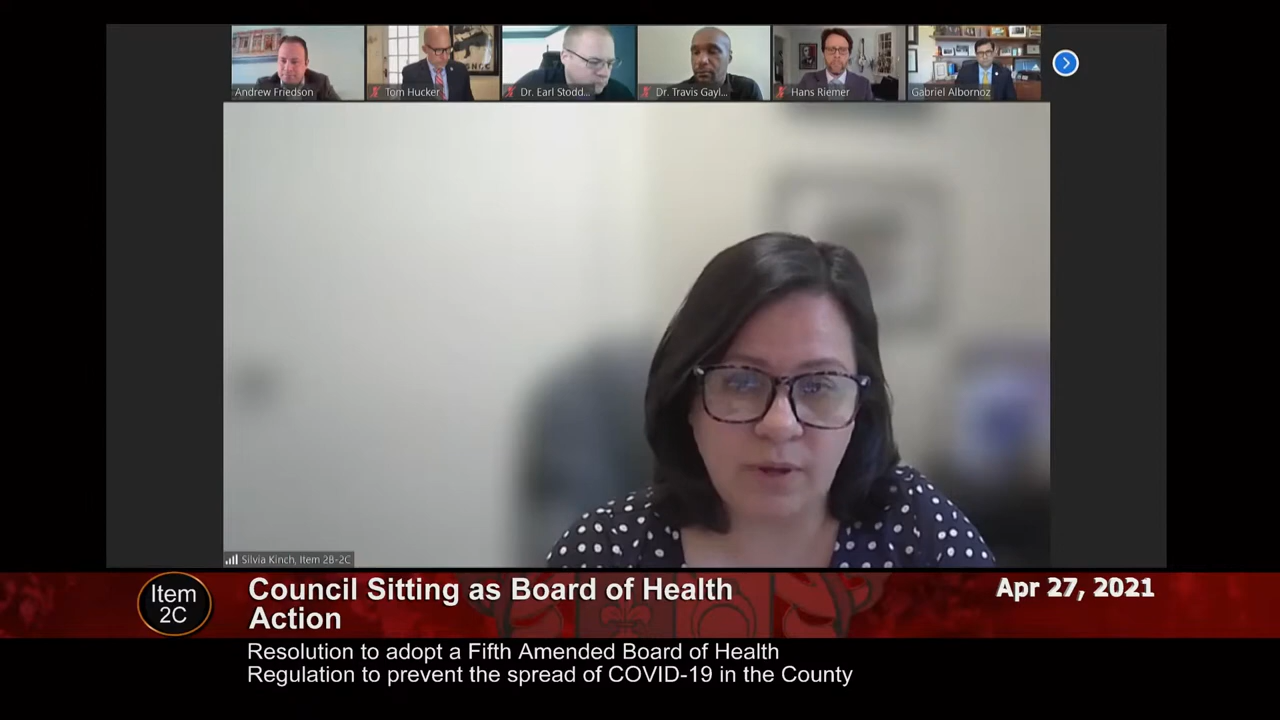 Andrew Friedson
Tom Hucker
Dr. Earl Stodd...
Dr. Travis Gayl...
Hans Riemer
Gabriel Albornoz
SNCC
Silvia Kinch, Item 2B-2C
Item
2C
Council Sitting as Board of Health
Action
Apr 27, 2021
Resolution to adopt a Fifth Amended Board of Health
Regulation to prevent the spread of COVID-19 in the County